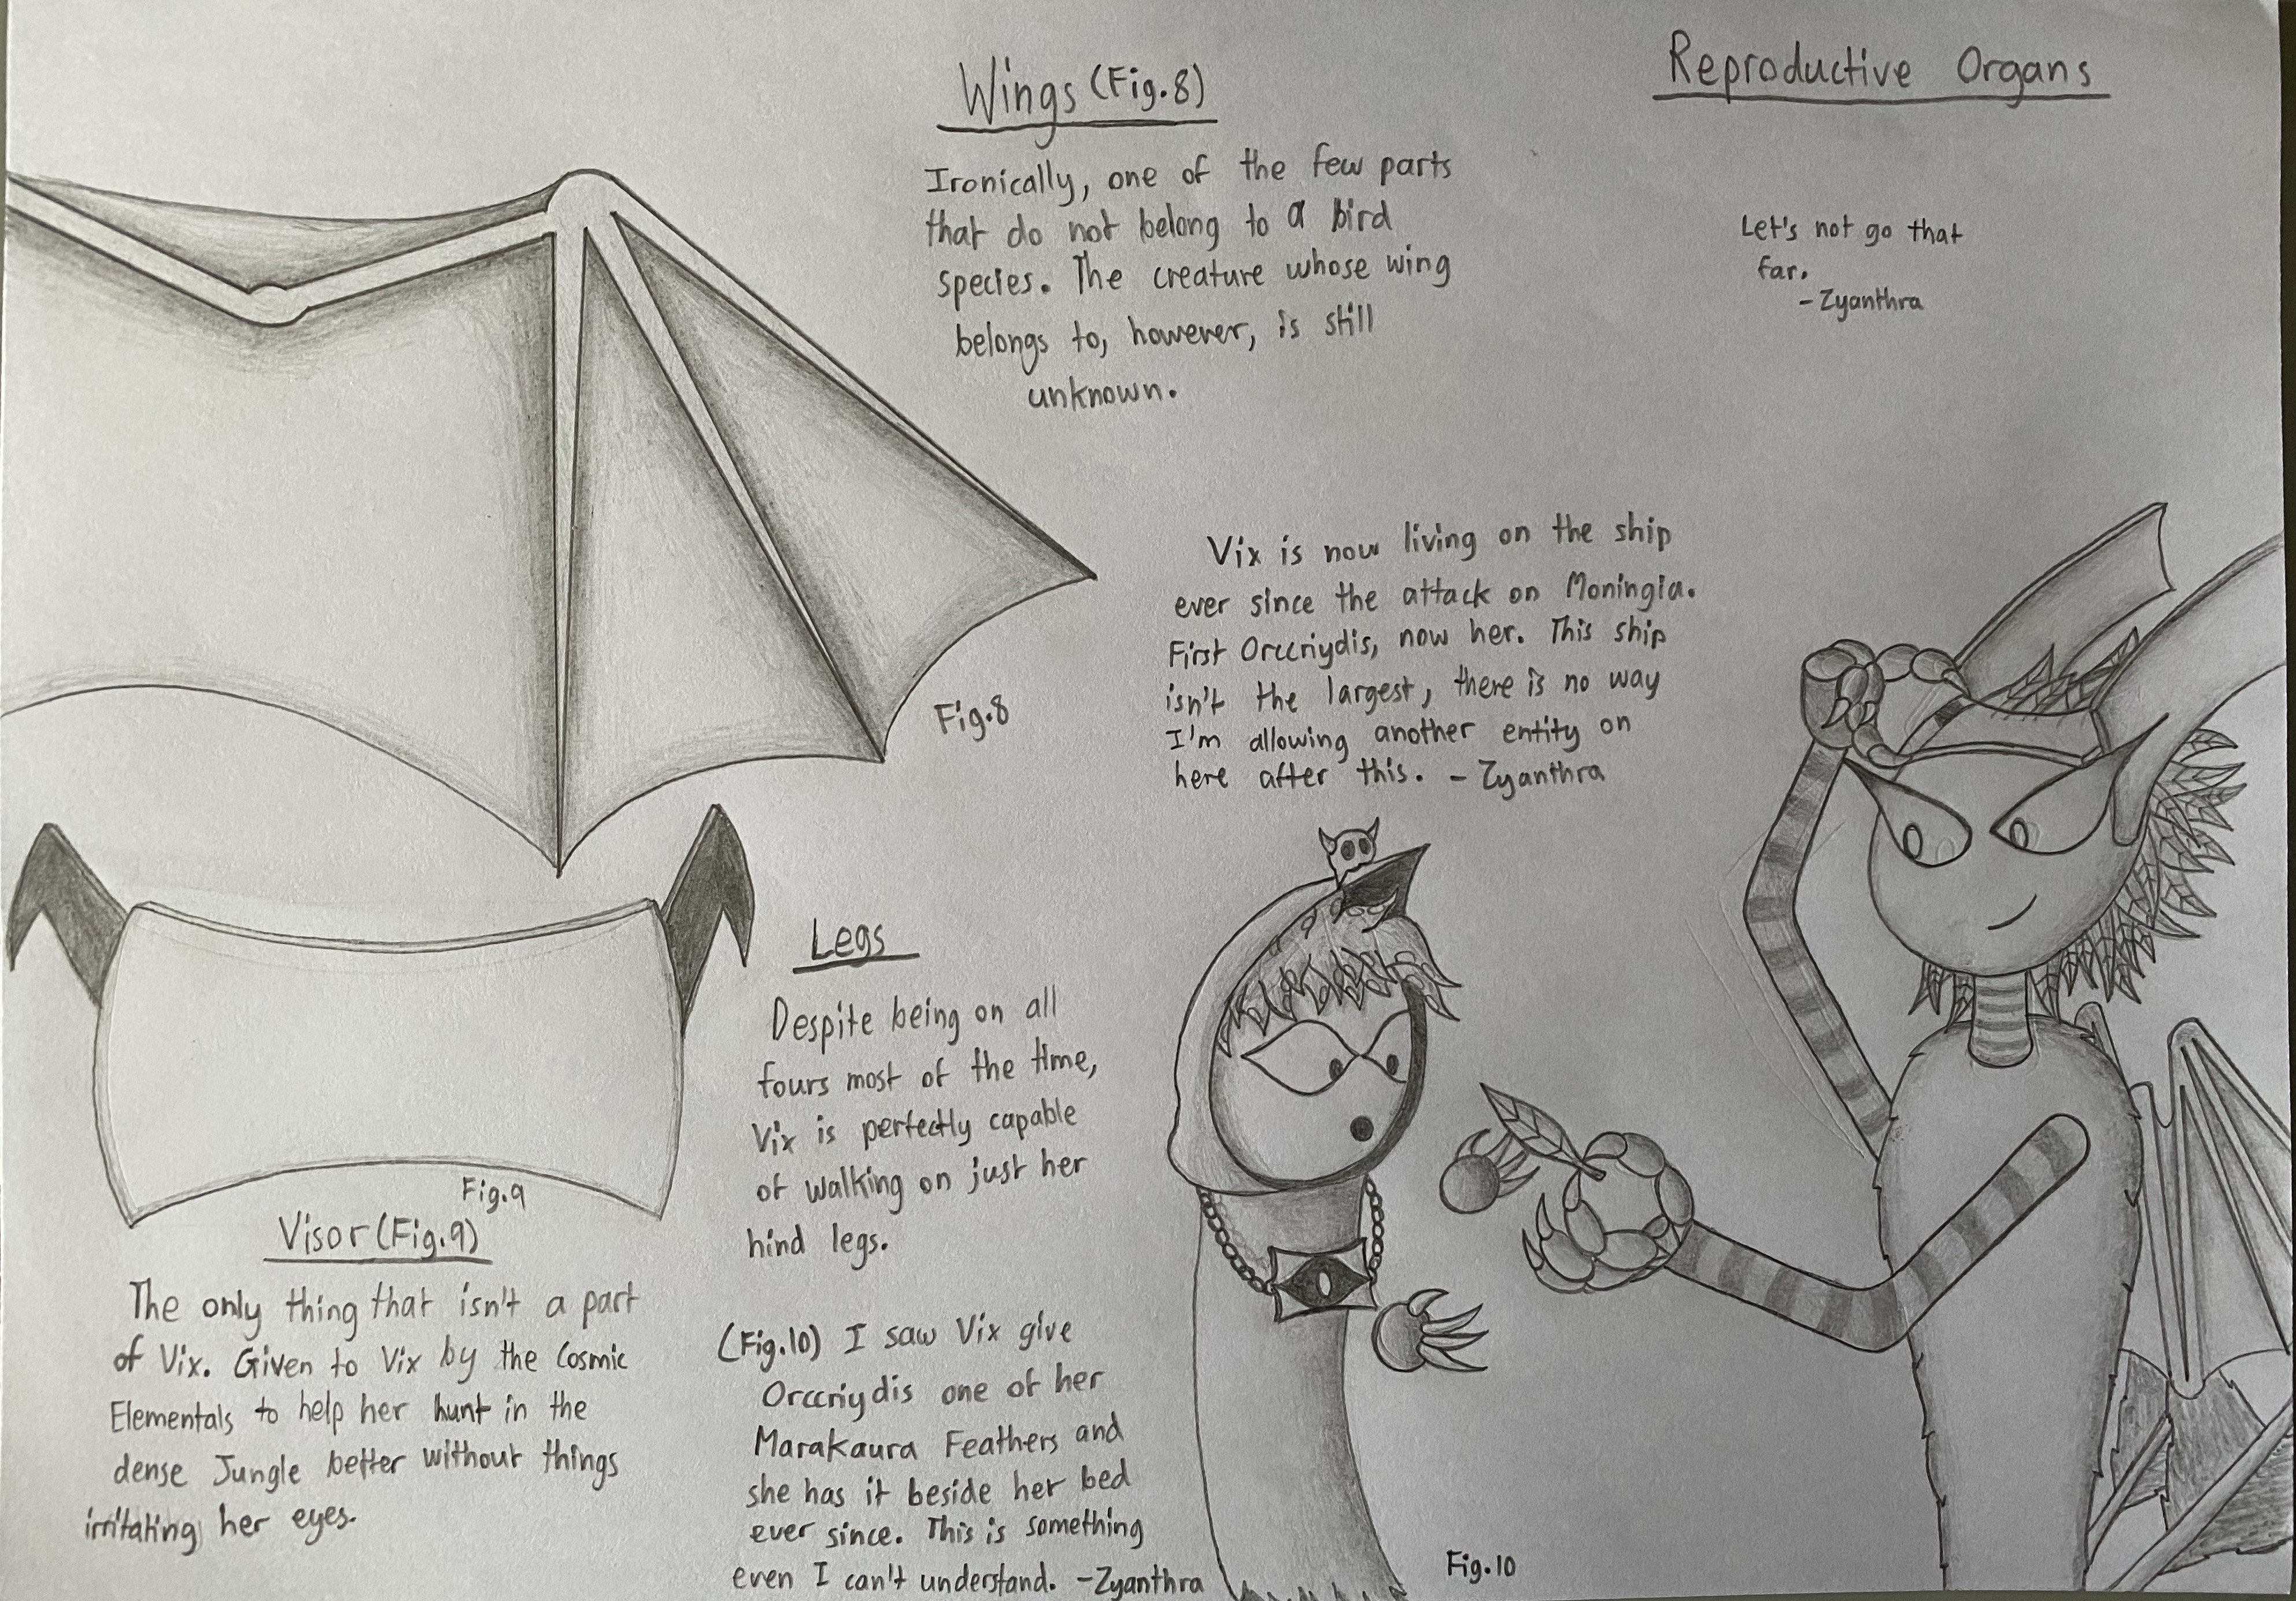 Wings (Fig.8)
Ironically, one of the few parts
that do not belong to a bird
species. The creature whose wing
belongs to, however, is still
unknown.
Reproductive Organs
Let's not go that
far.
- Zyanthra
Vix is now living on the ship
ever since the attack on Moningia.
First Orccriydis, now her. This ship
isn't the largest, there is no way
I'm allowing another entity on
here after this. - Zyanthra
Fig.8
Fig.9
Visor (Fig.9)
The only thing that isn't a part
of Vix. Given to Vix by the Cosmic
Elementals to help her hunt in the
dense Jungle better without things
irritating her eyes.
Legs
Despite being on all
fours most of the time,
Vix is perfectly capable
of walking on just her
hind legs.
(Fig.10) I saw Vix give
Orccriydis one of her
Marakaura Feathers and
she has it beside her bed
ever since. This is something
even I can't understand. - Zyanthra
Fig.10